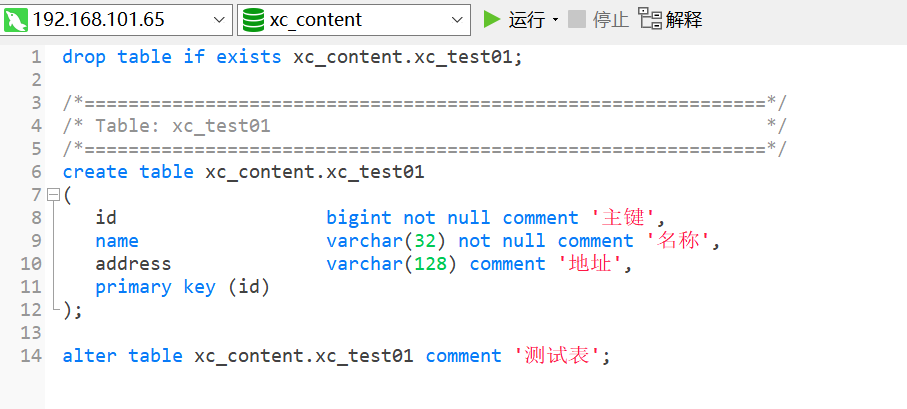 192.168.101.65 xc_content 运行 停止 解释
1 drop table if exists xc_content.xc_test01;
2
3 /*==============================================================*/
4 /* Table: xc_test01                                             */
5 /*==============================================================*/
6 create table xc_content.xc_test01
7 (
8    id                   bigint not null comment '主键',
9    name                 varchar(32) not null comment '名称',
10    address              varchar(128) comment '地址',
11    primary key (id)
12 );
13
14 alter table xc_content.xc_test01 comment '测试表';